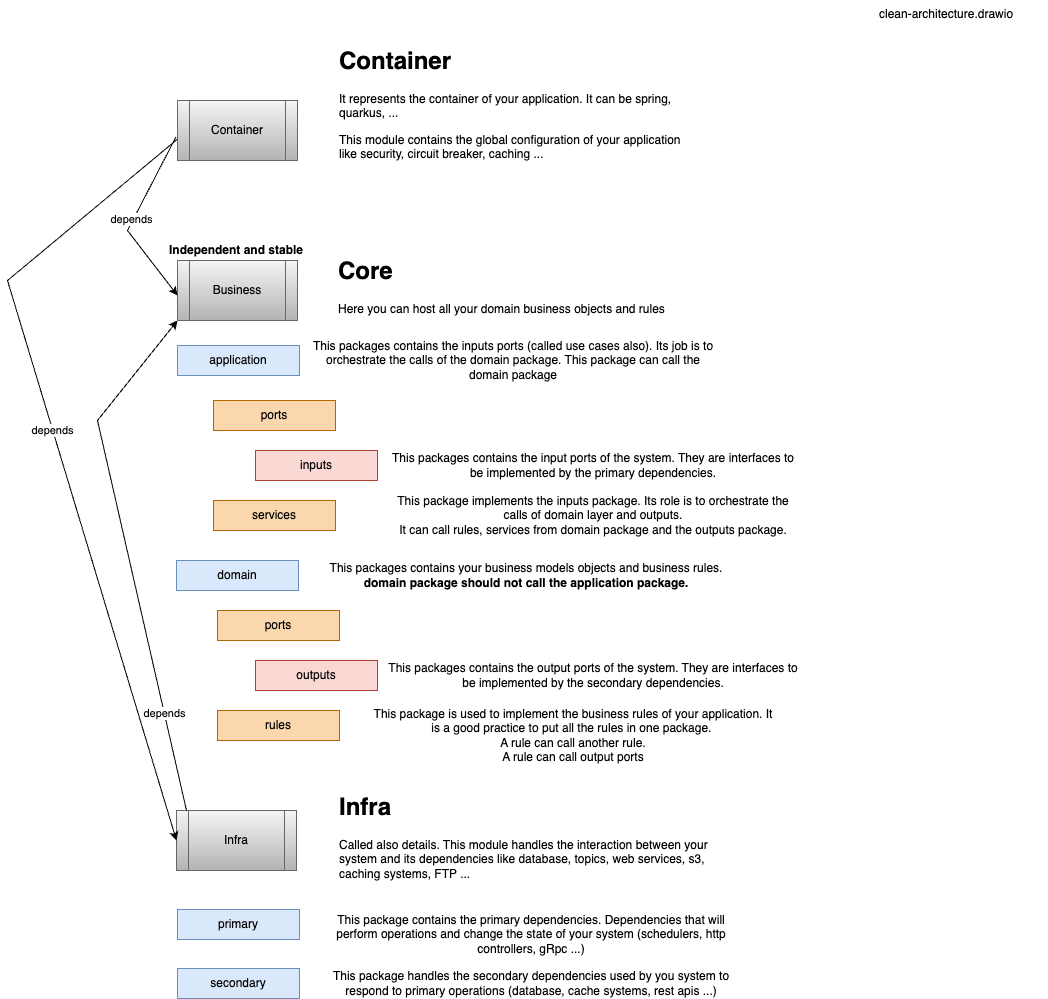 clean-architecture.drawio
Container
It represents the container of your application. It can be spring,
quarkus, ...
This module contains the global configuration of your application
like security, circuit breaker, caching ...
Container
depends
Independent and stable
Business
Core
Here you can host all your domain business objects and rules
application
This packages contains the inputs ports (called use cases also). Its job is to
orchestrate the calls of the domain package. This package can call the
domain package
ports
depends
inputs
This packages contains the input ports of the system. They are interfaces to
be implemented by the primary dependencies.
services
This package implements the inputs package. Its role is to orchestrate the
calls of domain layer and outputs.
It can call rules, services from domain package and the outputs package.
domain
This packages contains your business models objects and business rules.
domain package should not call the application package.
ports
outputs
This packages contains the output ports of the system. They are interfaces to
be implemented by the secondary dependencies.
depends
rules
This package is used to implement the business rules of your application. It
is a good practice to put all the rules in one package.
A rule can call another rule.
A rule can call output ports
Infra
Infra
Called also details. This module handles the interaction between your
system and its dependencies like database, topics, web services, s3,
caching systems, FTP ...
primary
This package contains the primary dependencies. Dependencies that will
perform operations and change the state of your system (schedulers, http
controllers, gRpc ...)
secondary
This package handles the secondary dependencies used by you system to
respond to primary operations (database, cache systems, rest apis ...)